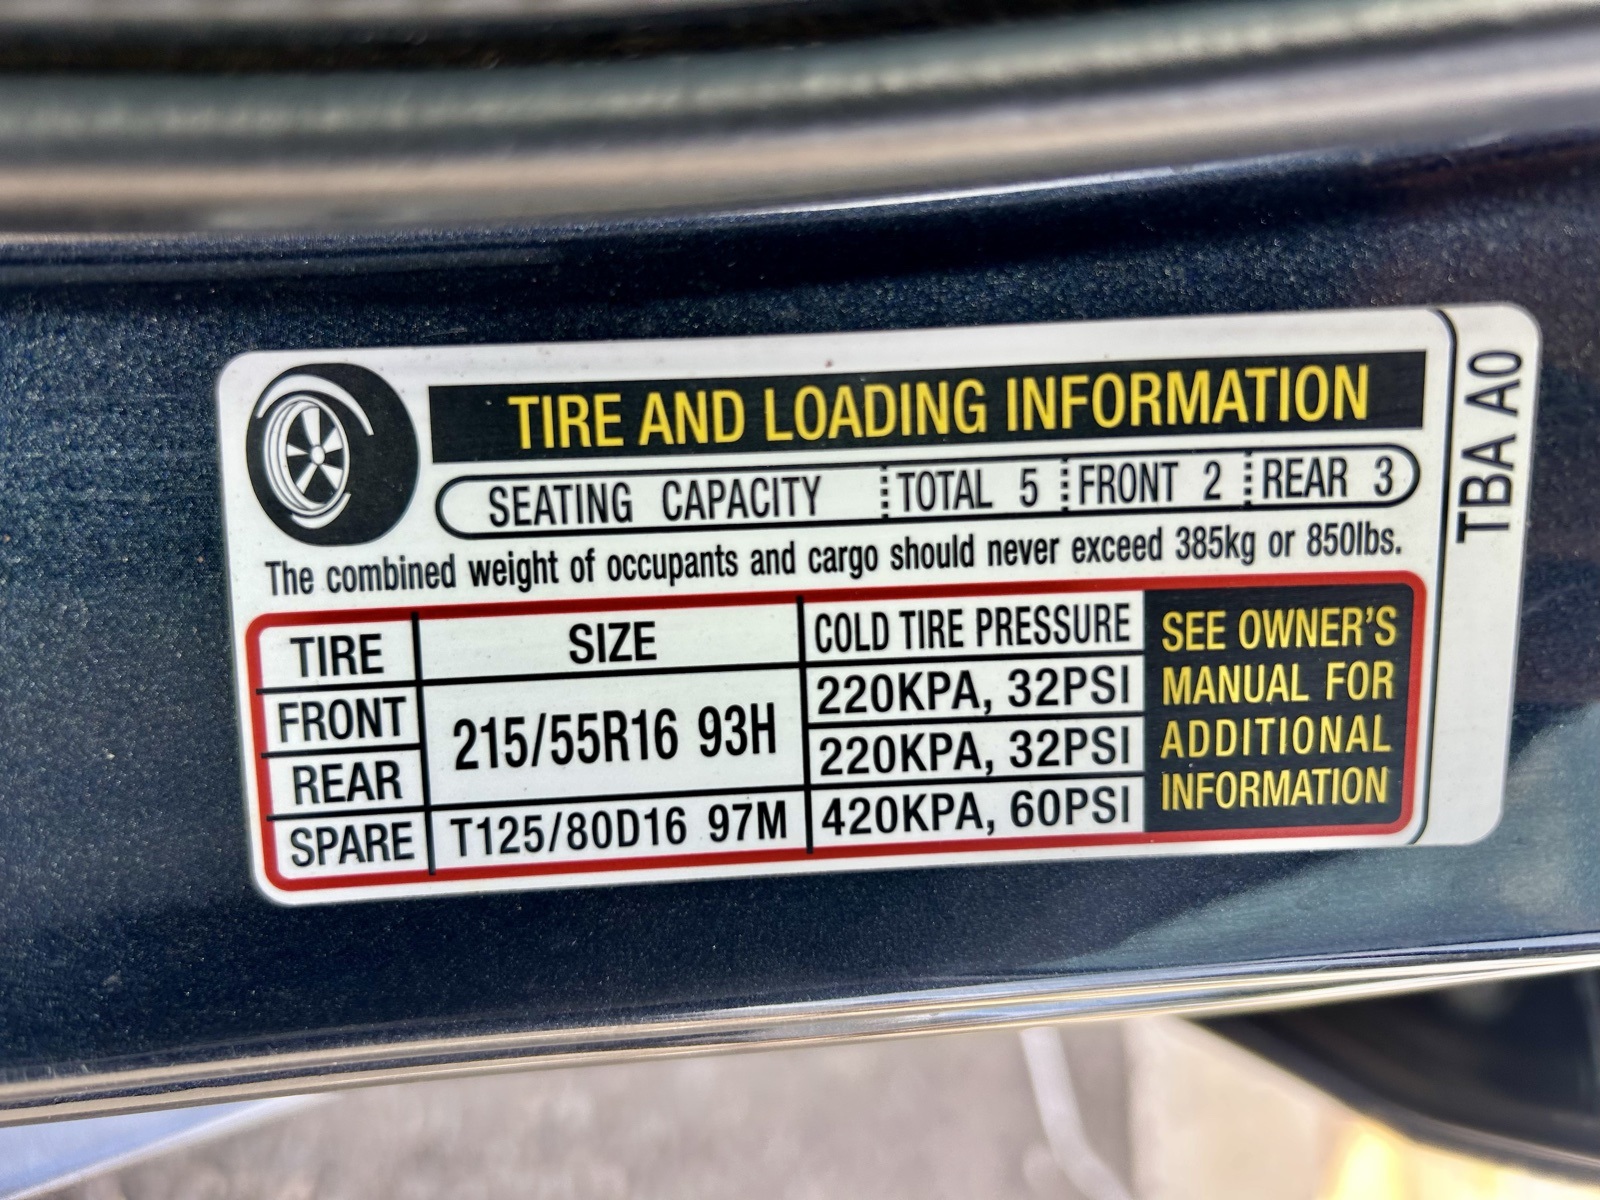 TIRE AND LOADING INFORMATION
SEATING CAPACITY TOTAL 5 FRONT 2 REAR 3
The combined weight of occupants and cargo should never exceed 385kg or 850lbs.
TIRE SIZE COLD TIRE PRESSURE
FRONT 215/55R16 93H 220KPA, 32PSI
REAR 220KPA, 32PSI
SPARE T125/80D16 97M 420KPA, 60PSI
SEE OWNER'S
MANUAL FOR
ADDITIONAL
INFORMATION
TBA A0